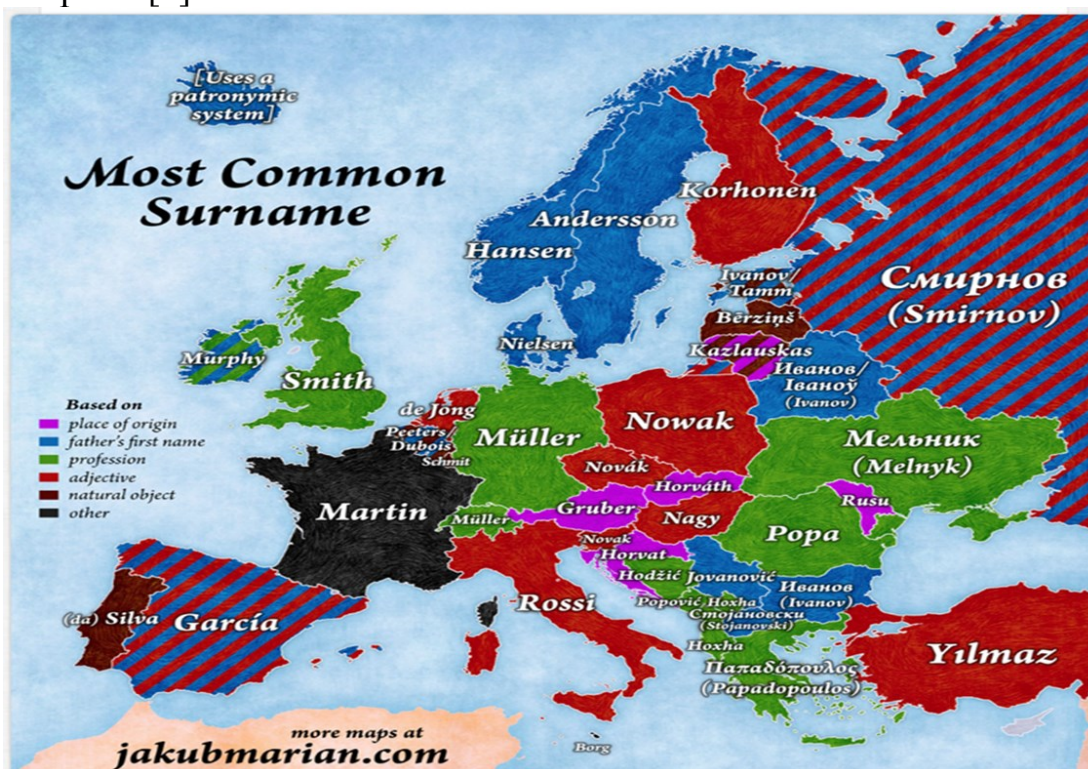 [Uses a
patronymic
system]
Most Common
Surname
Korhonen
Andersson
Hansen
Ivanov/
Tamm
Смирнов
(Smirnov)
Bērziņš
Nielsen
Kazlauskas
Murphy
Smith
Иванов/
Іваноў
(Ivanov)
Based on
place of origin
father's first name
profession
adjective
natural object
other
de Jong
Peeters/
Dubois
Schmit
Müller
Nowak
Мельник
(Melnyk)
Novák
Horváth
Rusu
Martin
Müller
Gruber
Nagy
Popa
Novak
Horvat
Hodžić
Jovanović
Иванов
(Ivanov)
(da) Silva
García
Rossi
Popović
Hoxha
Стојановски
(Stojanovski)
Hoxha
Παπαδόπουλος
(Papadopoulos)
Yılmaz
more maps at
jakubmarian.com
Borg